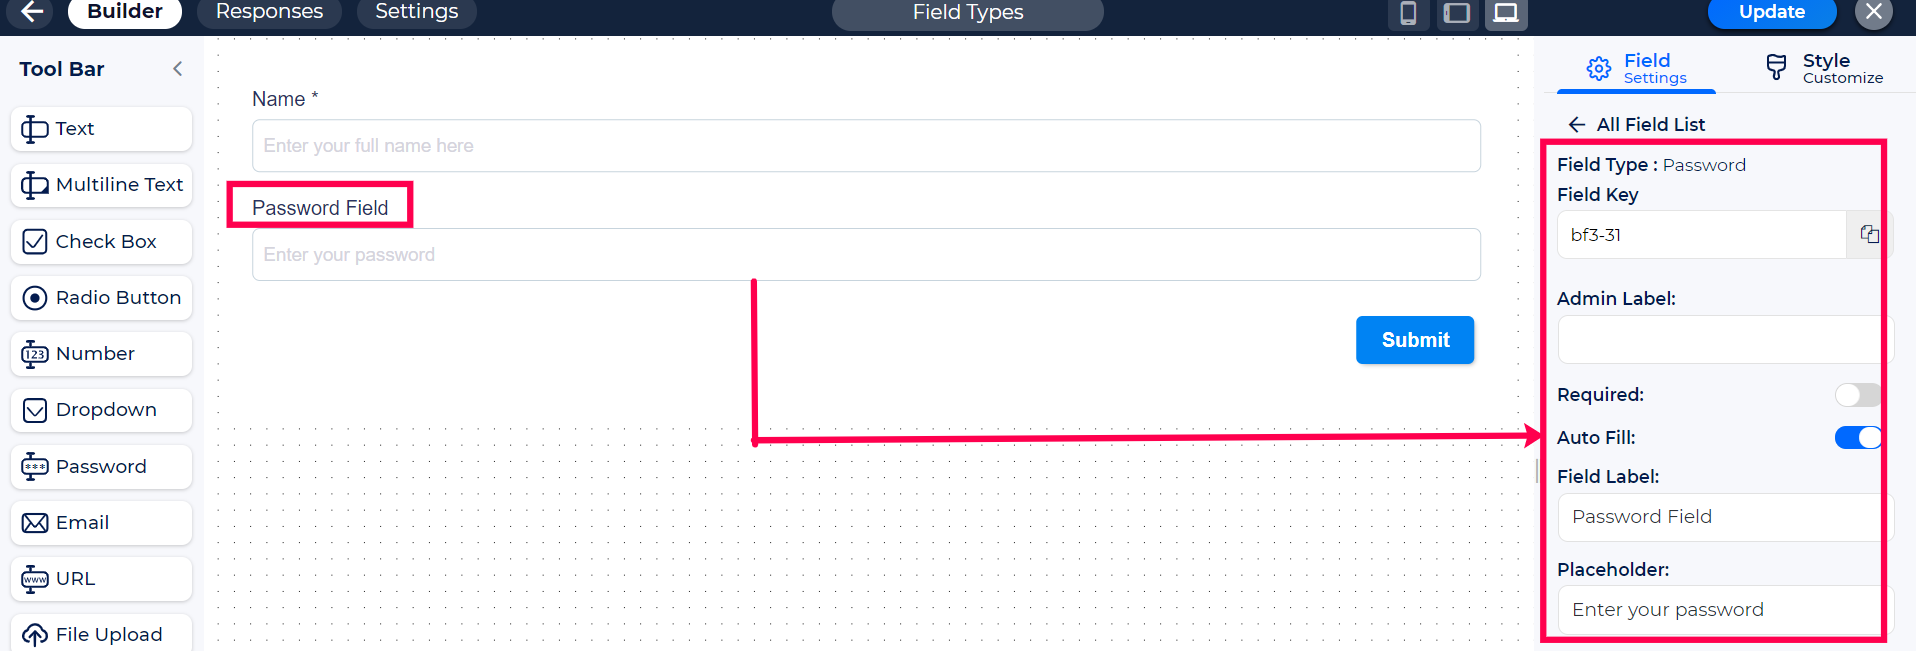 Builder
Responses
Settings
Field Types
Update
Tool Bar
Text
Multiline Text
Check Box
Radio Button
123 Number
Dropdown
*** Password
Email
www URL
File Upload
Name *
Enter your full name here
Password Field
Enter your password
Submit
Field
Settings
Style
Customize
All Field List
Field Type : Password
Field Key
bf3-31
Admin Label:
Required:
Auto Fill:
Field Label:
Password Field
Placeholder:
Enter your password